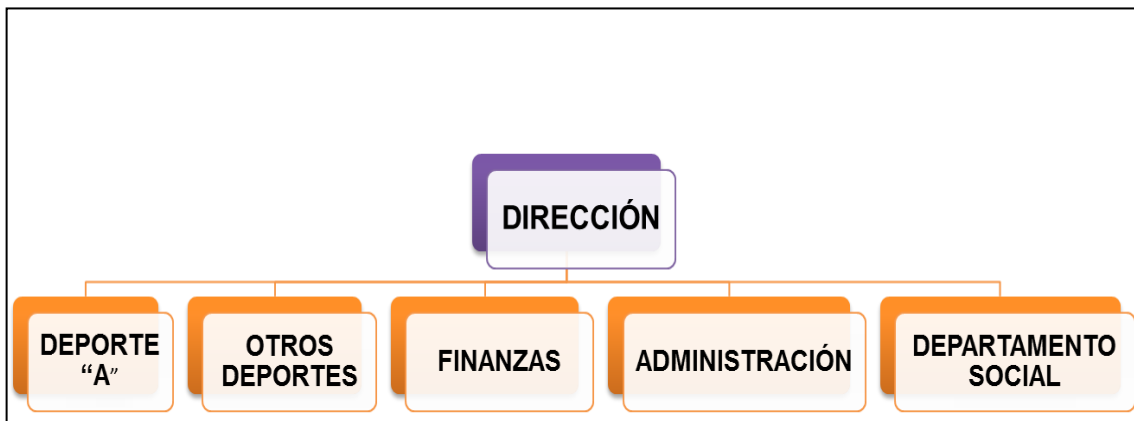 DIRECCIÓN
DEPORTE
“A”
OTROS
DEPORTES
FINANZAS
ADMINISTRACIÓN
DEPARTAMENTO
SOCIAL